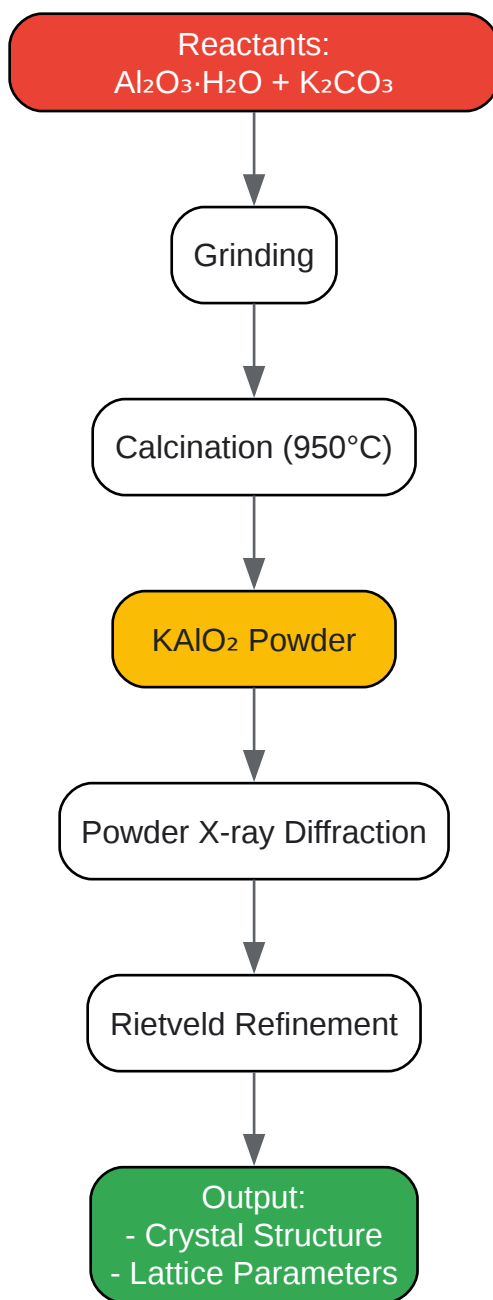 Reactants:
Al₂O₃·H₂O + K₂CO₃
Grinding
Calcination (950°C)
KAlO₂ Powder
Powder X-ray Diffraction
Rietveld Refinement
Output:
- Crystal Structure
- Lattice Parameters